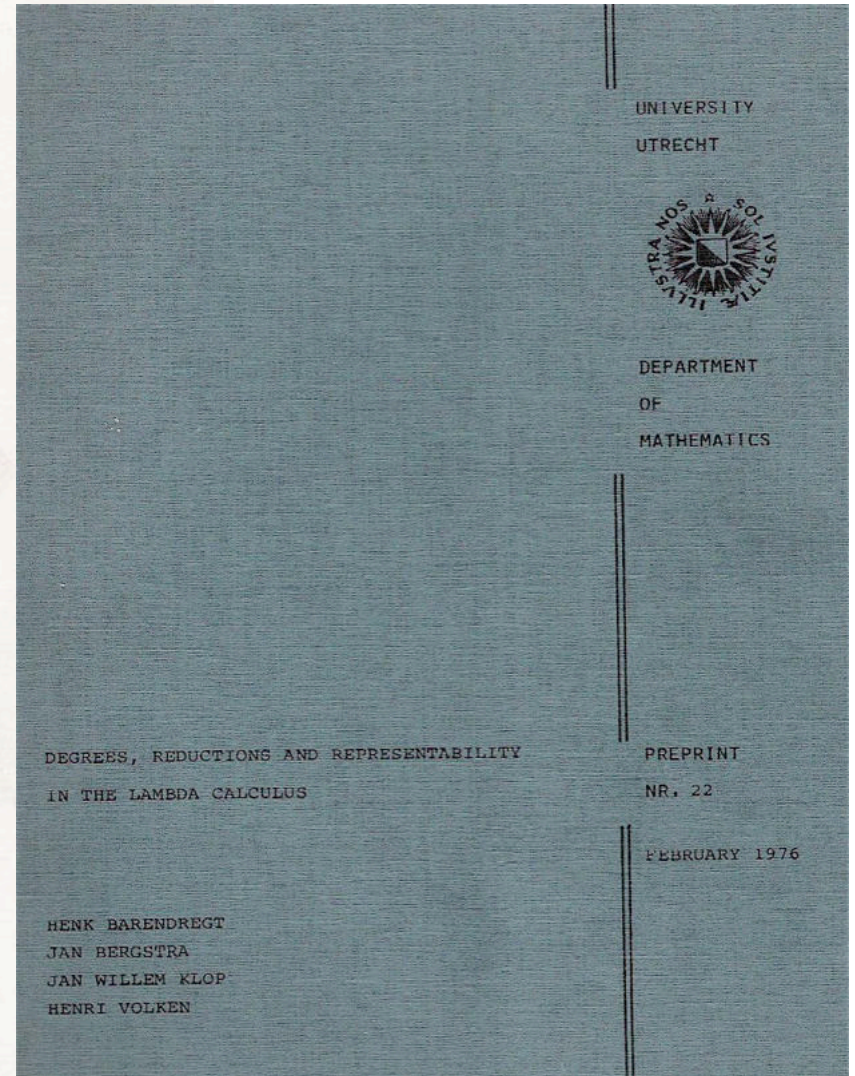 UNIVERSITY
UTRECHT
SOL IVSTITIÆ ILLVSTRA NOS
DEPARTMENT
OF
MATHEMATICS
DEGREES, REDUCTIONS AND REPRESENTABILITY
IN THE LAMBDA CALCULUS
PREPRINT
NR. 22
FEBRUARY 1976
HENK BARENDREGT
JAN BERGSTRA
JAN WILLEM KLOP
HENRI VOLKEN